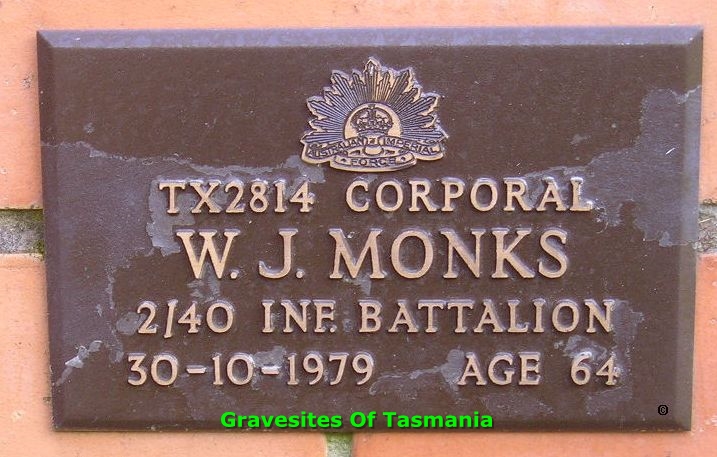 AUSTRALIAN IMPERIAL
FORCE
TX2814 CORPORAL
W. J. MONKS
2/40 INF. BATTALION
30-10-1979 AGE 64
Gravesites Of Tasmania
©